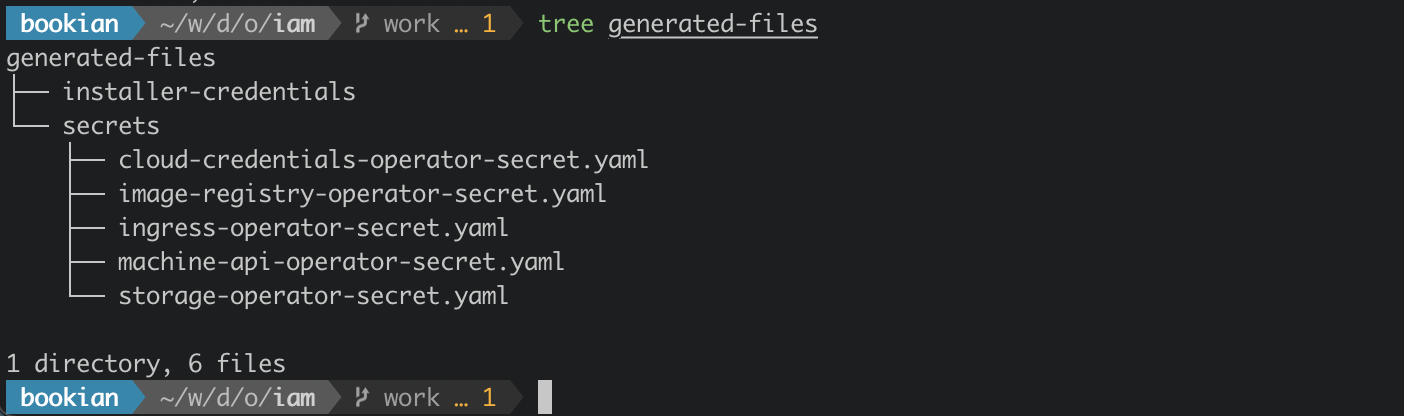 bookian ~/w/d/o/iam work … 1 tree generated-files
generated-files
├── installer-credentials
└── secrets
    ├── cloud-credentials-operator-secret.yaml
    ├── image-registry-operator-secret.yaml
    ├── ingress-operator-secret.yaml
    ├── machine-api-operator-secret.yaml
    └── storage-operator-secret.yaml
1 directory, 6 files
bookian ~/w/d/o/iam work … 1